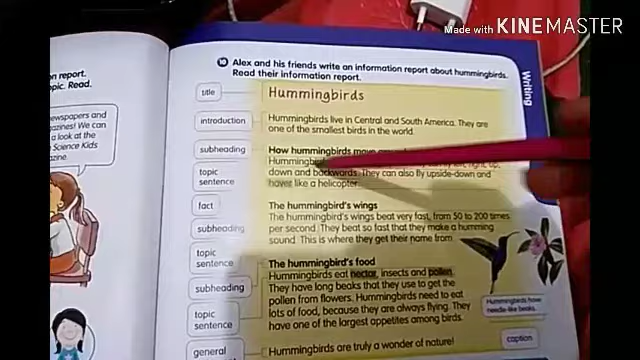 Made with KINEMASTER
on report.
pic. Read.
ewspapers and
azines! We can
a look at the
Science Kids
zine.
16 Alex and his friends write an information report about hummingbirds.
Read their information report.
Writing
title
Hummingbirds
introduction
Hummingbirds live in Central and South America. They are
one of the smallest birds in the world.
subheading
How hummingbirds move
topic
sentence
down and backwards. They can also fly upside-down and
hover like a helicopter.
fact
The hummingbird's wings
The hummingbird's wings beat very fast, from 50 to 200 times
per second. They beat so fast that they make a humming
sound. This is where they get their name from.
subheading
topic
sentence
The hummingbird's food
Hummingbirds eat nectar, insects and pollen.
They have long beaks that they use to get the
pollen from flowers. Hummingbirds need to eat
lots of food, because they are always flying. They
have one of the largest appetites among birds.
subheading
topic
sentence
Hummingbirds have
needle-like beaks.
caption
general
Hummingbirds are truly a wonder of nature!